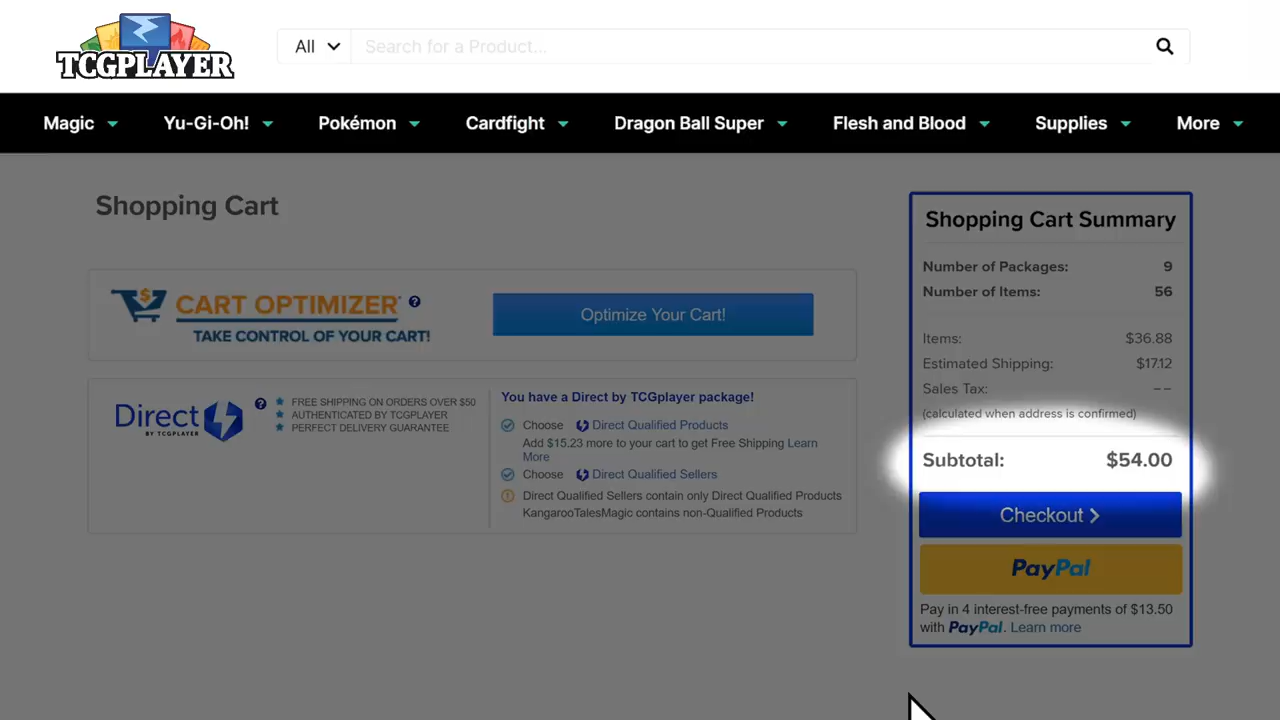 TCGPLAYER
All
Search for a Product...
Magic
Yu-Gi-Oh!
Pokémon
Cardfight
Dragon Ball Super
Flesh and Blood
Supplies
More
Shopping Cart
CART OPTIMIZER ?
TAKE CONTROL OF YOUR CART!
Optimize Your Cart!
Direct
BY TCGPLAYER
?
FREE SHIPPING ON ORDERS OVER $50
AUTHENTICATED BY TCGPLAYER
PERFECT DELIVERY GUARANTEE
You have a Direct by TCGplayer package!
Choose Direct Qualified Products
Add $15.23 more to your cart to get Free Shipping Learn
More
Choose Direct Qualified Sellers
Direct Qualified Sellers contain only Direct Qualified Products
KangarooTalesMagic contains non-Qualified Products
Shopping Cart Summary
Number of Packages: 9
Number of Items: 56
Items: $36.88
Estimated Shipping: $17.12
Sales Tax: --
(calculated when address is confirmed)
Subtotal: $54.00
Checkout
PayPal
Pay in 4 interest-free payments of $13.50
with PayPal. Learn more